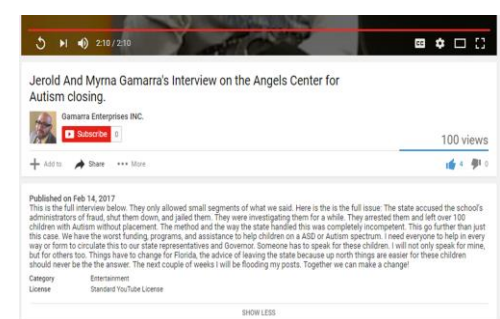 2:10 / 2:10
CC
Jerold And Myrna Gamarra's Interview on the Angels Center for
Autism closing.
Gamarra Enterprises INC.
Subscribe 0
100 views
Add to Share More
4 0
Published on Feb 14, 2017
This is the full interview below. They only allowed small segments of what we said. Here is the is the full issue: The state accused the school's
administrators of fraud, shut them down, and jailed them. They were investigating them for a while. They arrested them and left over 100
children with Autism without placement. The method and the way the state handled this was completely incompetent. This go further than just
this case. We have the worst funding, programs, and assistance to help children on a ASD or Autism spectrum. I need everyone to help in every
way or form to circulate this to our state representatives and Governor. Someone has to speak for these children. I will not only speak for mine,
but for others too. Things have to change for Florida, the advice of leaving the state because up north things are easier for these children
should never be the the answer. The next couple of weeks I will be flooding my posts. Together we can make a change!
Category Entertainment
License Standard YouTube License
SHOW LESS